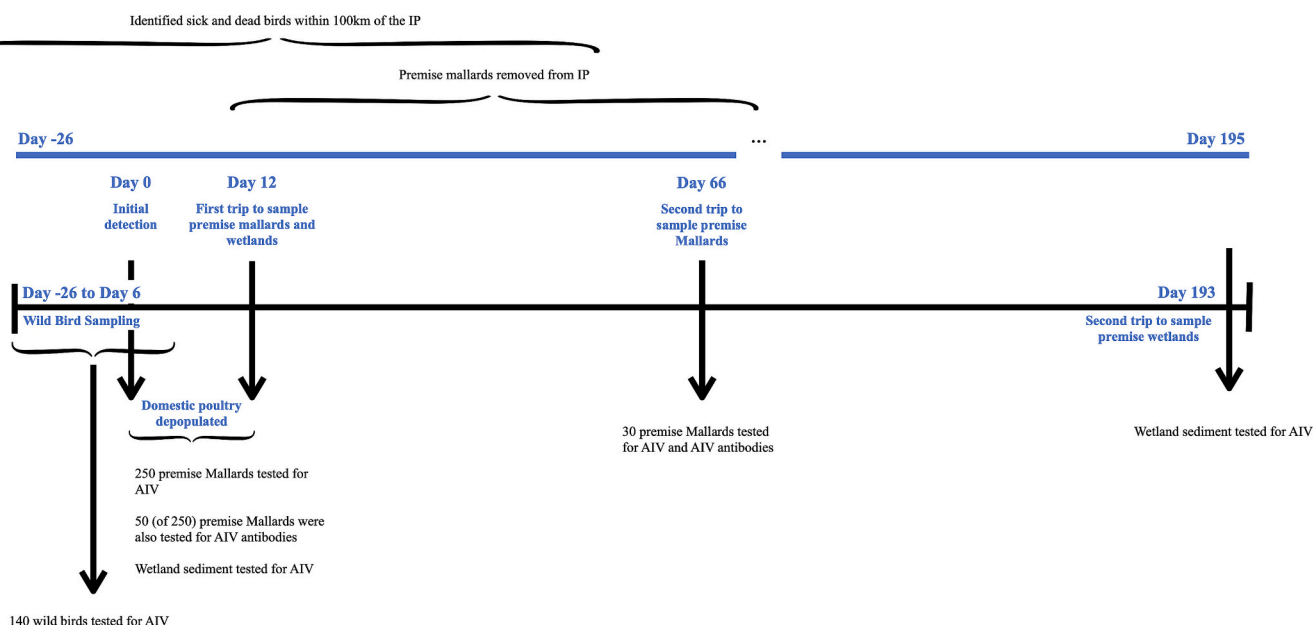 Identified sick and dead birds within 100km of the IP
Premise mallards removed from IP
Day -26
...
Day 195
Day 0
Initial
detection
Day 12
First trip to sample
premise mallards and
wetlands
Day 66
Second trip to
sample premise
Mallards
Day -26 to Day 6
Wild Bird Sampling
Day 193
Second trip to sample
premise wetlands
Domestic poultry
depopulated
250 premise Mallards tested for
AIV
50 (of 250) premise Mallards were
also tested for AIV antibodies
Wetland sediment tested for AIV
30 premise Mallards tested
for AIV and AIV antibodies
Wetland sediment tested for AIV
140 wild birds tested for AIV